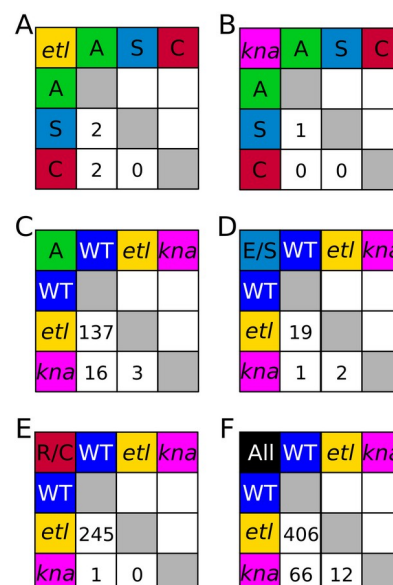 A B
etl A S C kna A S C
A A
S 2 S 1
C 2 0 C 0 0
C D
A WT etl kna E/S WT etl kna
WT WT
etl 137 etl 19
kna 16 3 kna 1 2
E F
R/C WT etl kna All WT etl kna
WT WT
etl 245 etl 406
kna 1 0 kna 66 12